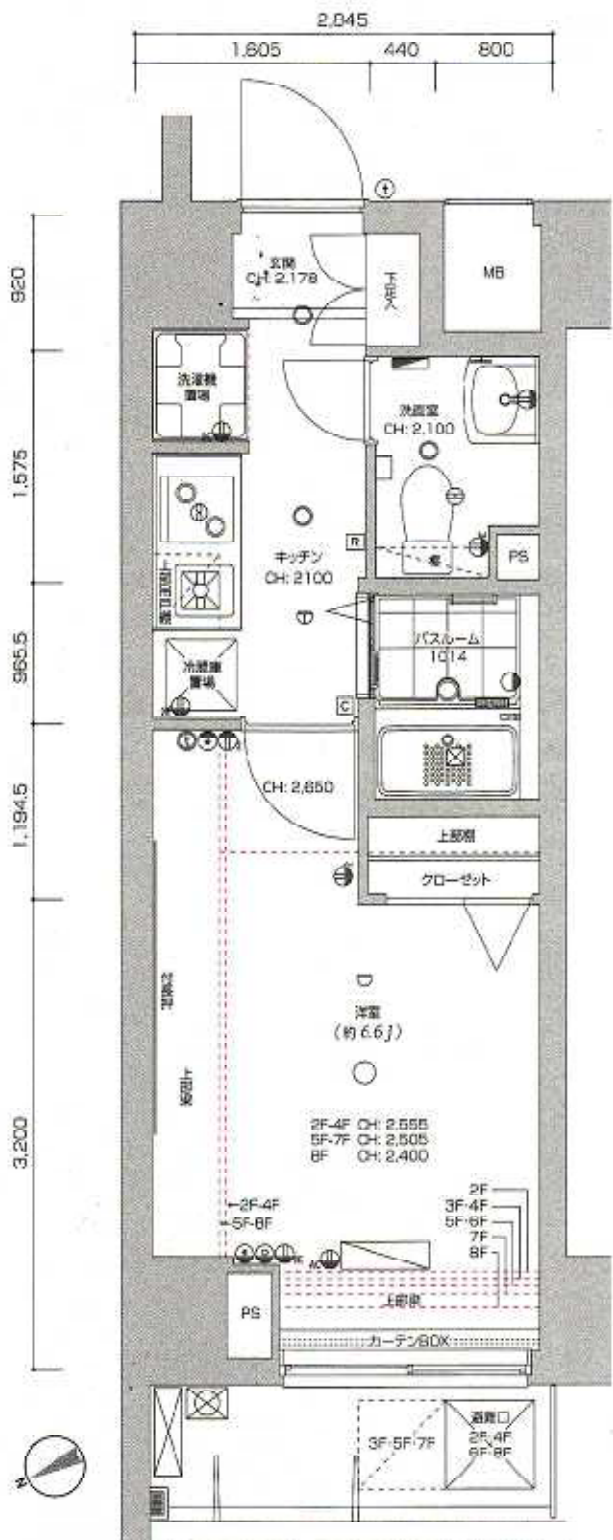 2,845
1,605 440 800
920
1,575
965.5
1,194.5
3,200
玄関
CH: 2,178
下足入
MB
洗濯機
置場
洗面室
CH: 2,100
棚
PS
キッチン
CH: 2100
R
バスルーム
1014
冷蔵庫
置場
C
CH: 2,650
上部棚
クローゼット
洋室
(約 6.6J)
2F-4F CH: 2,555
5F-7F CH: 2,505
8F CH: 2,400
←2F-4F
←5F-8F
2F
3F-4F
5F-6F
7F
8F
AC
PS
上部梁
カーテンBOX
3F·5F·7F
避難口
2F·4F
6F·8F
N